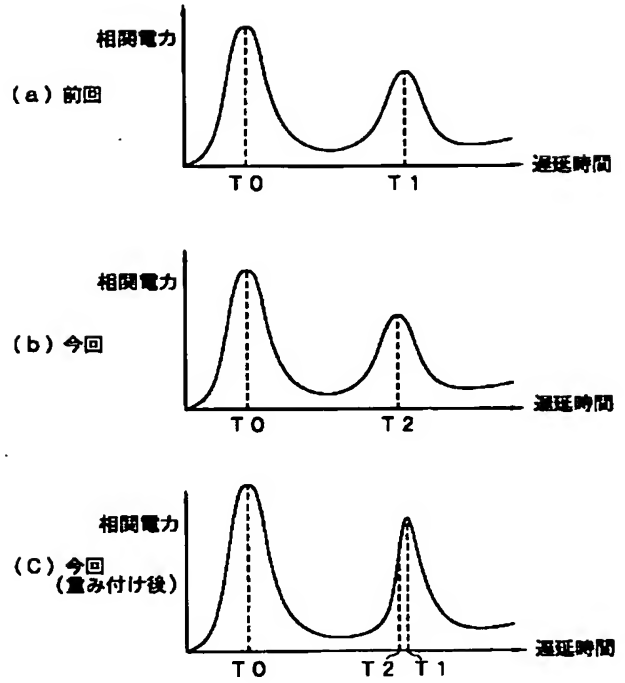 相関電力
(a)前回
遅延時間
T0 T1
相関電力
(b)今回
遅延時間
T0 T2
相関電力
(C)今回
(重み付け後)
遅延時間
T0 T2 T1